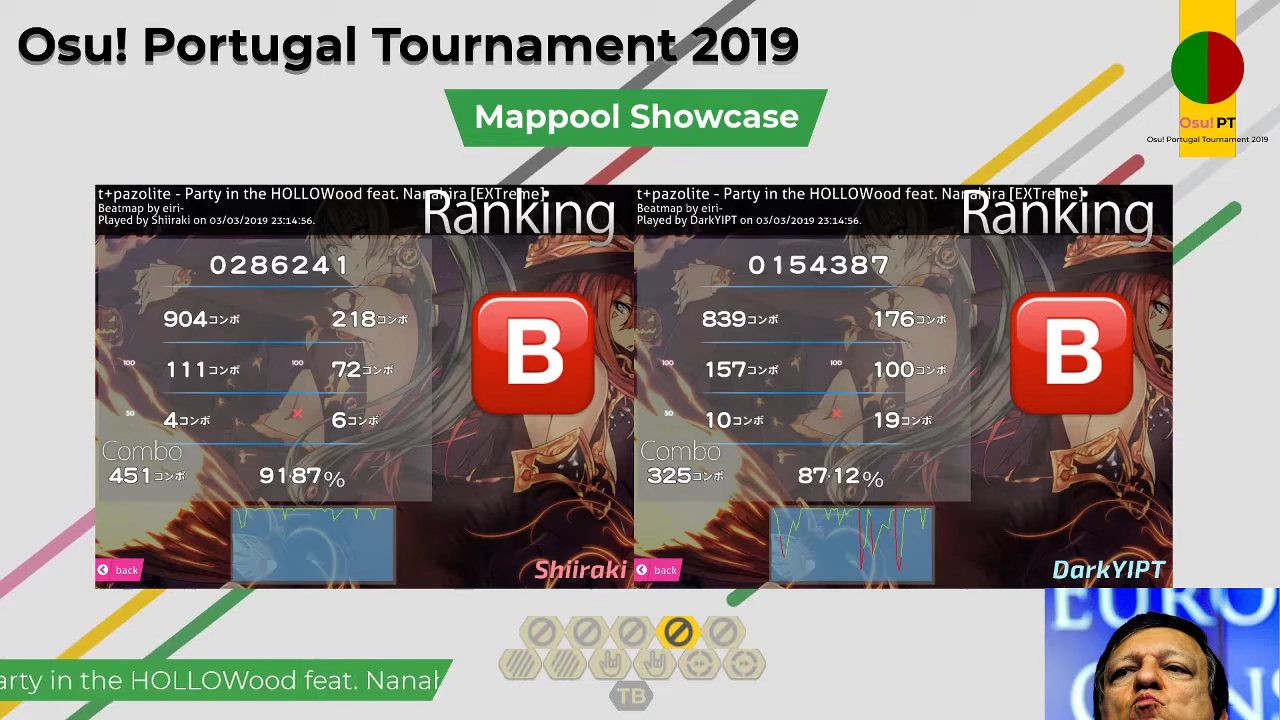 Osu! Portugal Tournament 2019
Mappool Showcase
Osu! PT
Osu! Portugal Tournament 2019
t+pazolite - Party in the HOLLOWood feat. Nanahira [EXTreme]
Beatmap by eiri-
Played by Shiiraki on 03/03/2019 23:14:56.
Ranking
0286241
904コンボ 218コンボ
100 111コンボ 100 72コンボ
50 4コンボ 6コンボ
Combo
451コンボ 91.87%
B
back
Shiiraki
t+pazolite - Party in the HOLLOWood feat. Nanahira [EXTreme]
Beatmap by eiri-
Played by DarkYIPT on 03/03/2019 23:14:56.
Ranking
0154387
839コンボ 176コンボ
100 157コンボ 100 100コンボ
50 10コンボ 19コンボ
Combo
325コンボ 87.12%
B
back
DarkYIPT
TB
arty in the HOLLOWood feat. Nanah
EURO